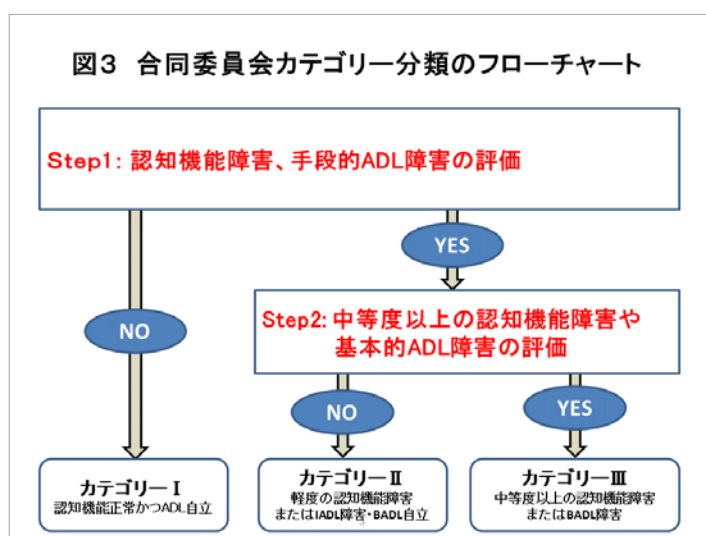 図3 合同委員会カテゴリー分類のフローチャート
Step1: 認知機能障害、手段的ADL障害の評価
YES
Step2:中等度以上の認知機能障害や
基本的ADL障害の評価
NO
NO
YES
カテゴリーⅠ
認知機能正常かつADL自立
カテゴリーⅡ
軽度の認知機能障害
またはIADL障害・BADL自立
カテゴリーⅢ
中等度以上の認知機能障害
またはBADL障害